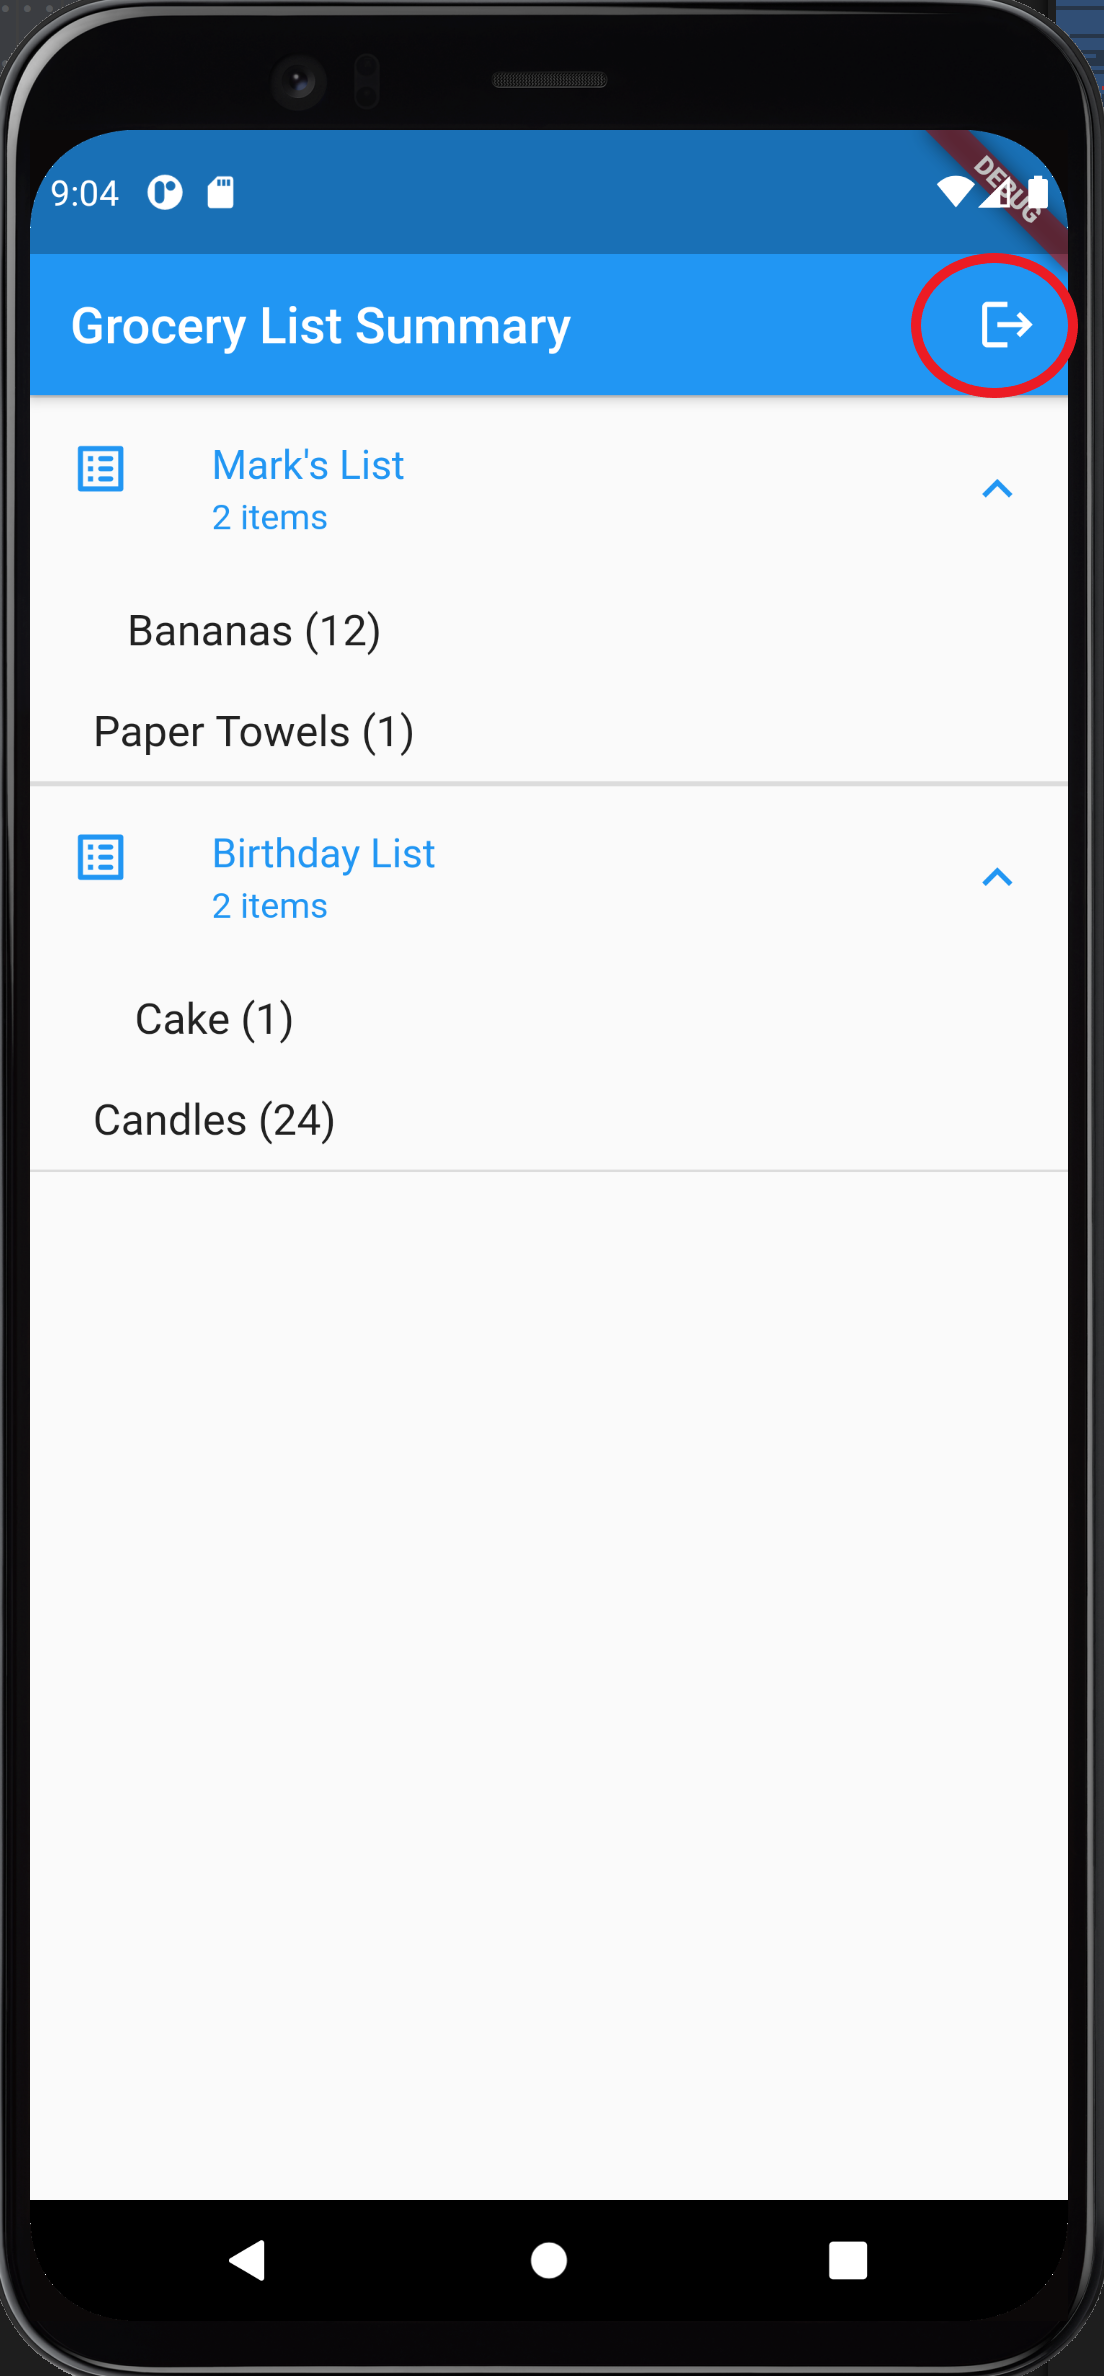 9:04
DEBUG
Grocery List Summary
Mark's List
2 items
Bananas (12)
Paper Towels (1)
Birthday List
2 items
Cake (1)
Candles (24)